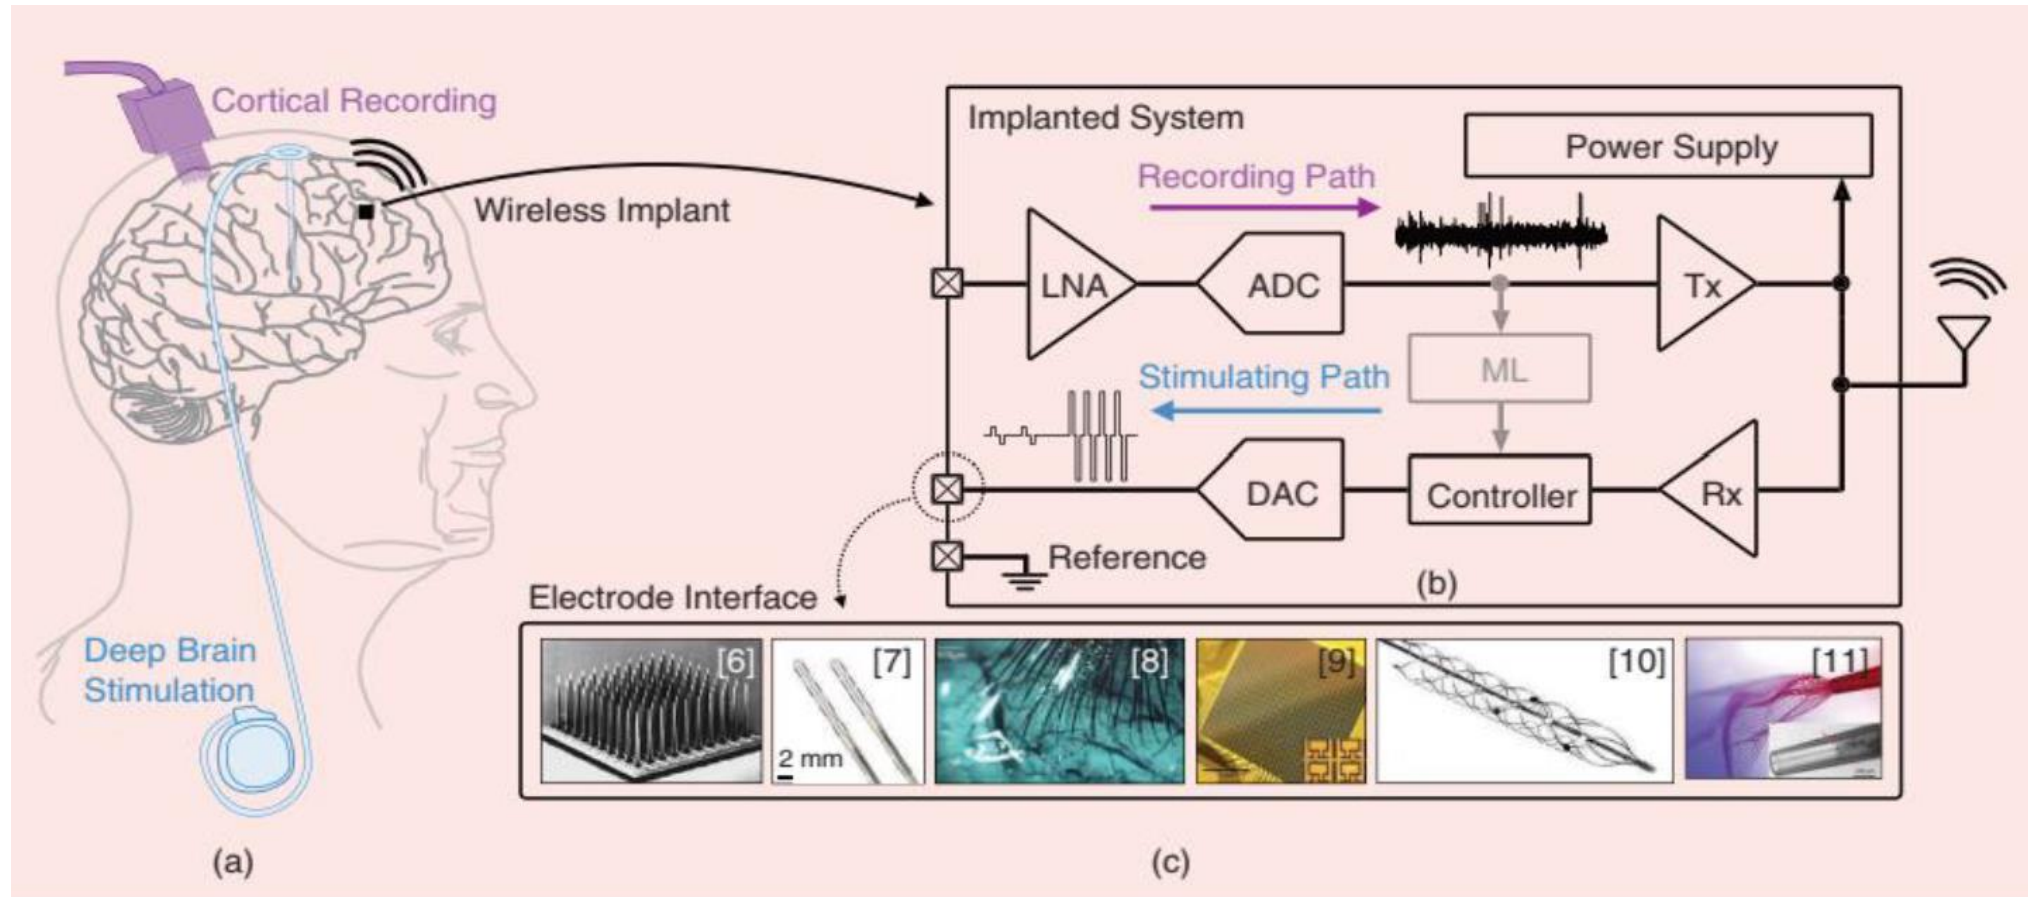 Cortical Recording
Wireless Implant
Deep Brain
Stimulation
(a)
Implanted System
Power Supply
Recording Path
LNA
ADC
Tx
ML
Stimulating Path
DAC
Controller
Rx
Reference
(b)
Electrode Interface
[6]
[7]
2 mm
[8]
[9]
[10]
[11]
(c)